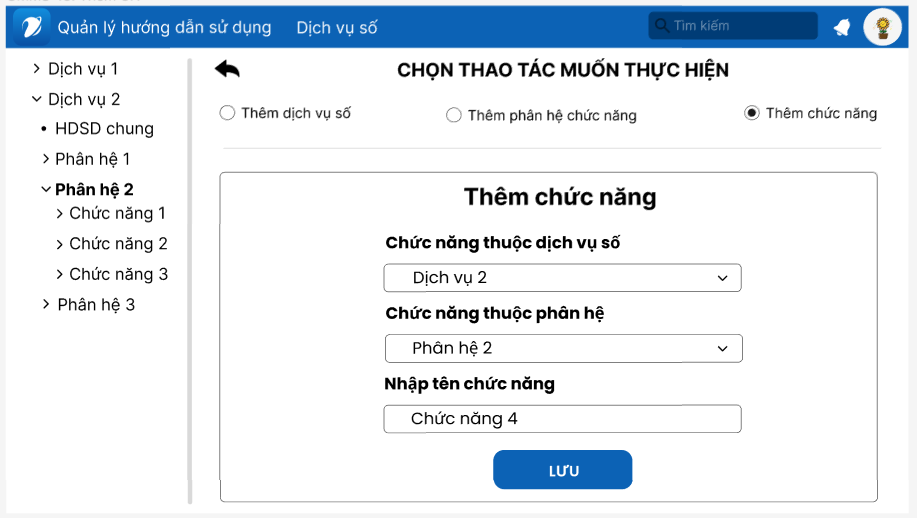 Quản lý hướng dẫn sử dụng
Dịch vụ số
Tìm kiếm
Dịch vụ 1
Dịch vụ 2
HDSD chung
Phân hệ 1
Phân hệ 2
Chức năng 1
Chức năng 2
Chức năng 3
Phân hệ 3
CHỌN THAO TÁC MUỐN THỰC HIỆN
Thêm dịch vụ số
Thêm phân hệ chức năng
Thêm chức năng
Thêm chức năng
Chức năng thuộc dịch vụ số
Dịch vụ 2
Chức năng thuộc phân hệ
Phân hệ 2
Nhập tên chức năng
Chức năng 4
LƯU